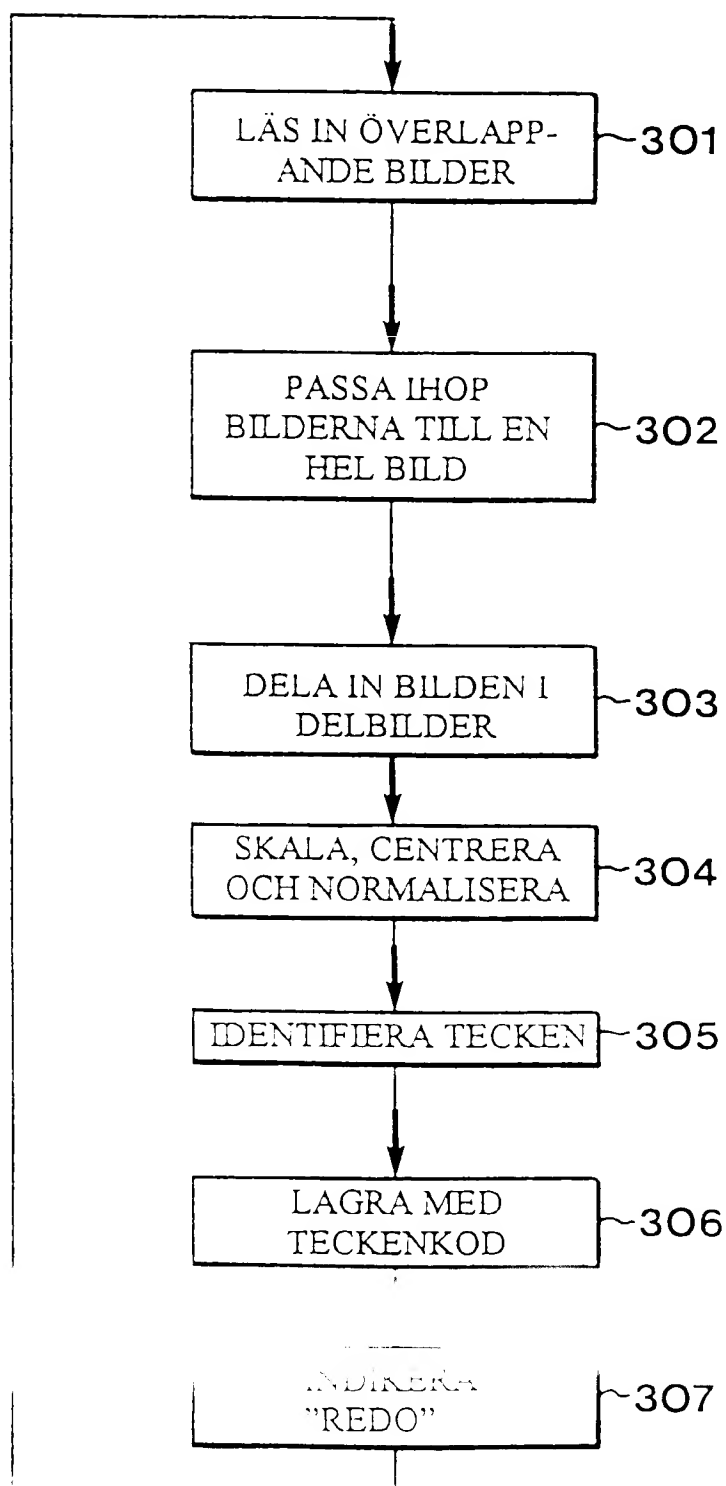 LÄS IN ÖVERLAPP-
ANDE BILDER
301
PASSA IHOP
BILDERNA TILL EN
HEL BILD
302
DELA IN BILDEN I
DELBILDER
303
SKALA, CENTRERA
OCH NORMALISERA
304
IDENTIFIERA TECKEN
305
LAGRA MED
TECKENKOD
306
INDIKERA
"REDO"
307